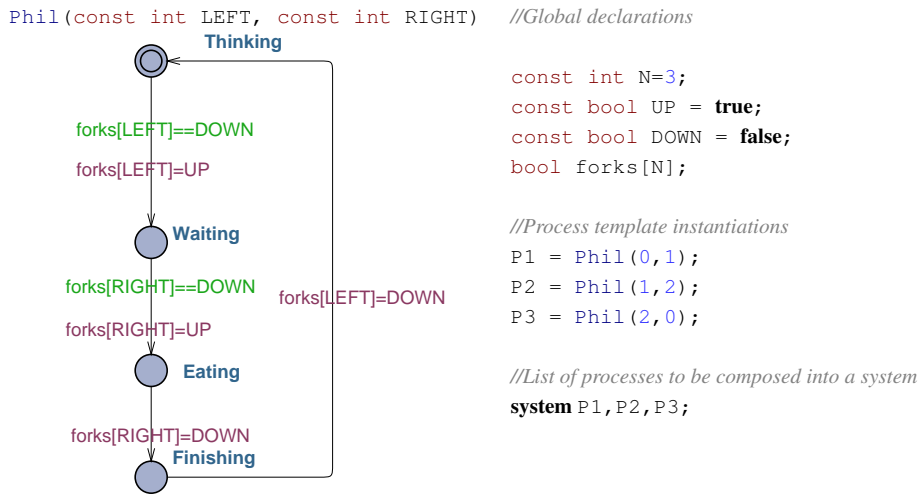 Phil(const int LEFT, const int RIGHT)
Thinking
forks[LEFT]==DOWN
forks[LEFT]=UP
Waiting
forks[RIGHT]==DOWN
forks[LEFT]=DOWN
forks[RIGHT]=UP
Eating
forks[RIGHT]=DOWN
Finishing
//Global declarations
const int N=3;
const bool UP = true;
const bool DOWN = false;
bool forks[N];
//Process template instantiations
P1 = Phil(0,1);
P2 = Phil(1,2);
P3 = Phil(2,0);
//List of processes to be composed into a system
system P1,P2,P3;